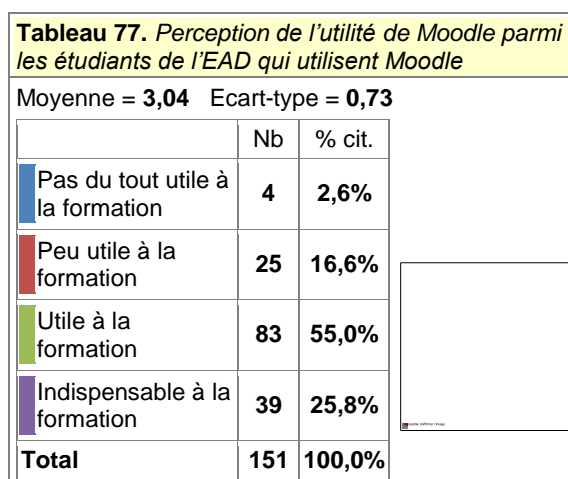 Tableau 77. Perception de l'utilité de Moodle parmi
les étudiants de l'EAD qui utilisent Moodle
Moyenne = 3,04 Ecart-type = 0,73
Nb % cit.
Pas du tout utile à
la formation 4 2,6%
Peu utile à la
formation 25 16,6%
Utile à la
formation 83 55,0%
Indispensable à la
formation 39 25,8%
Total 151 100,0%